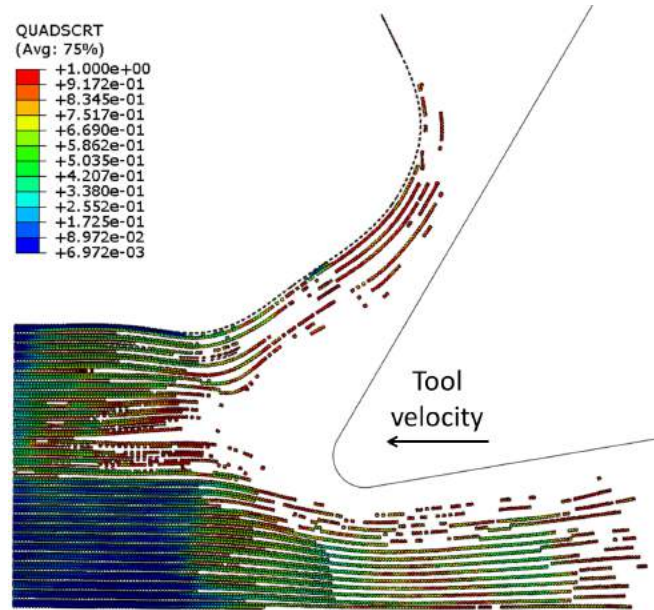 QUADSCRT
(Avg: 75%)
+1.000e+00
+9.172e-01
+8.345e-01
+7.517e-01
+6.690e-01
+5.862e-01
+5.035e-01
+4.207e-01
+3.380e-01
+2.552e-01
+1.725e-01
+8.972e-02
+6.972e-03
Tool
velocity